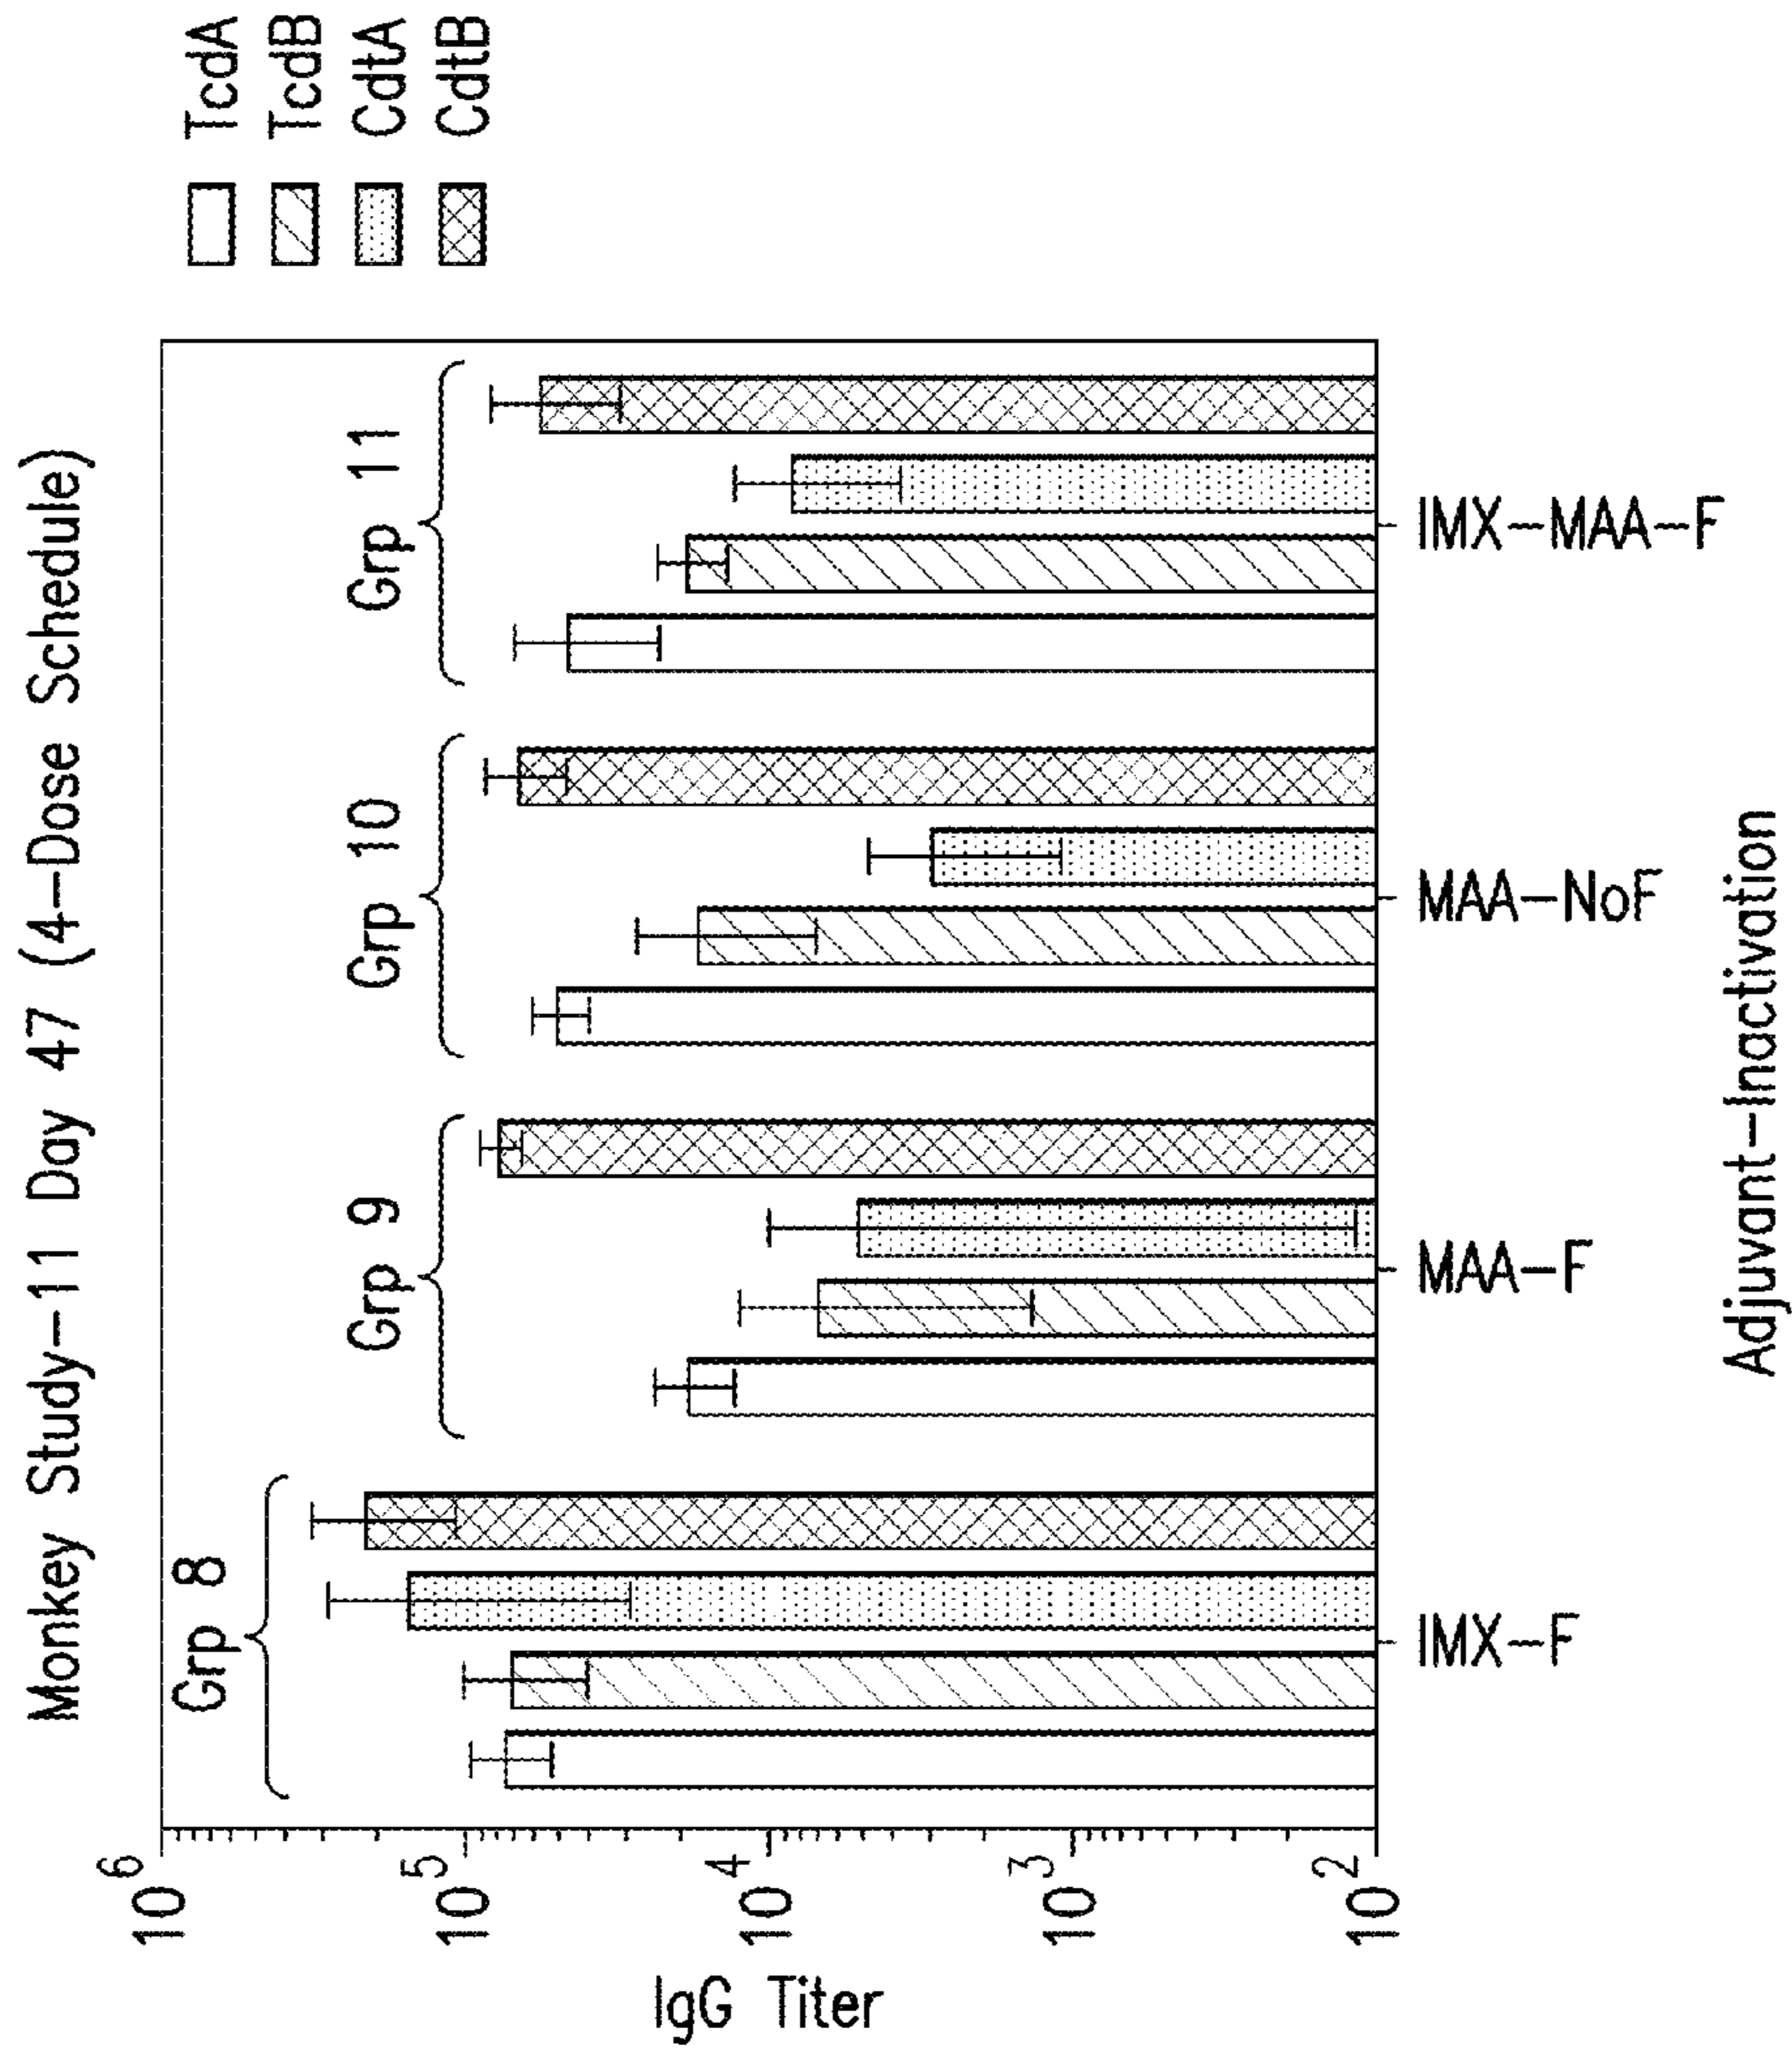 Monkey Study-11 Day 47 (4-Dose Schedule)
TcdA
TcdB
CdtA
CdtB
Grp 8
Grp 9
Grp 10
Grp 11
IgG Titer
10^6
10^5
10^4
10^3
10^2
IMX-F
MAA-F
MAA-NoF
IMX-MAA-F
Adjuvant-Inactivation